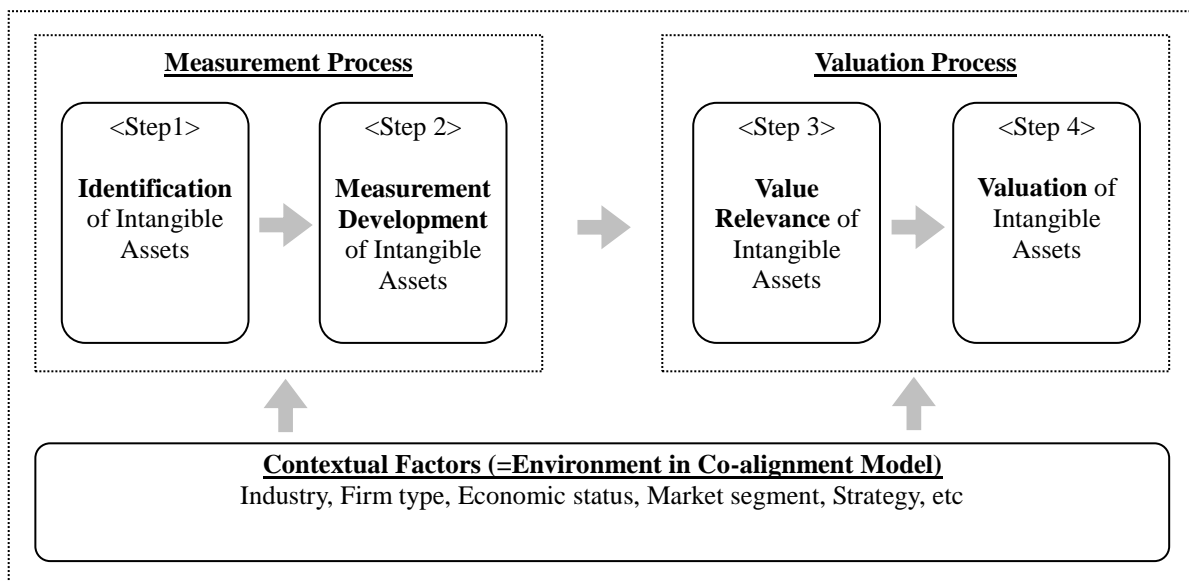 Measurement Process
<Step1>
Identification
of Intangible
Assets
<Step 2>
Measurement
Development
of Intangible
Assets
Valuation Process
<Step 3>
Value
Relevance of
Intangible
Assets
<Step 4>
Valuation of
Intangible
Assets
Contextual Factors (=Environment in Co-alignment Model)
Industry, Firm type, Economic status, Market segment, Strategy, etc